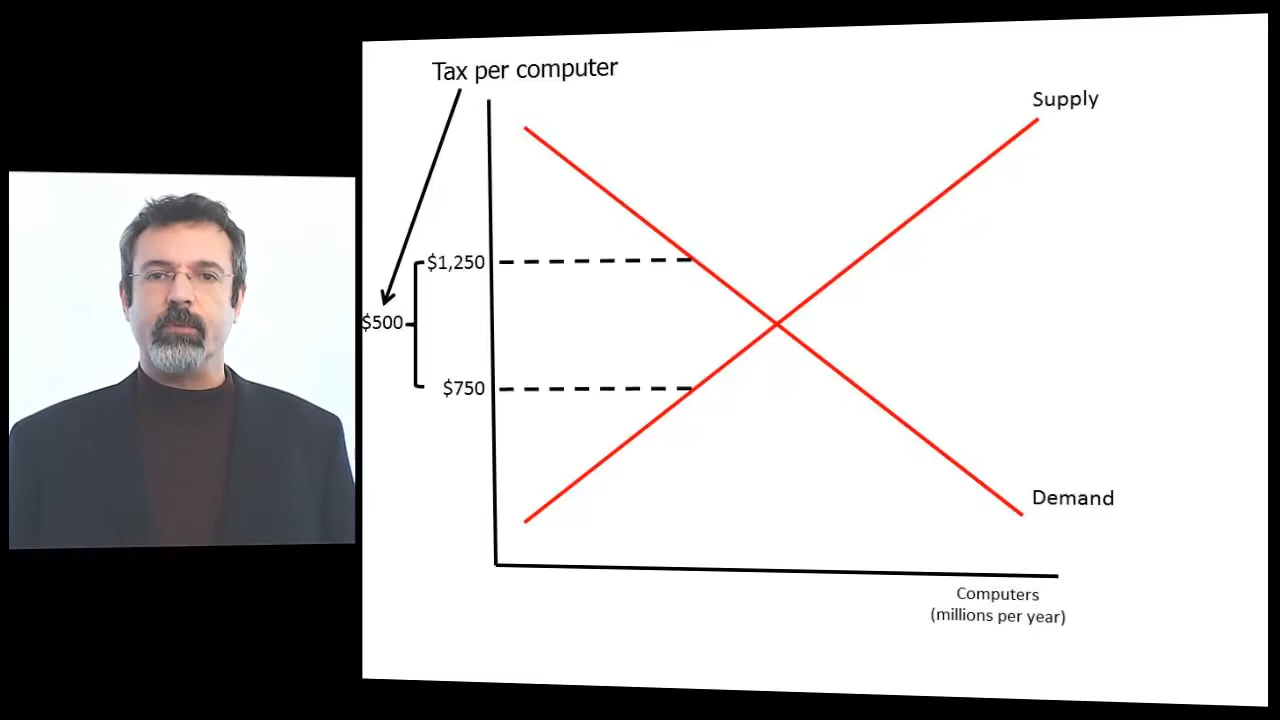 Tax per computer
Supply
$1,250
$500
$750
Demand
Computers
(millions per year)